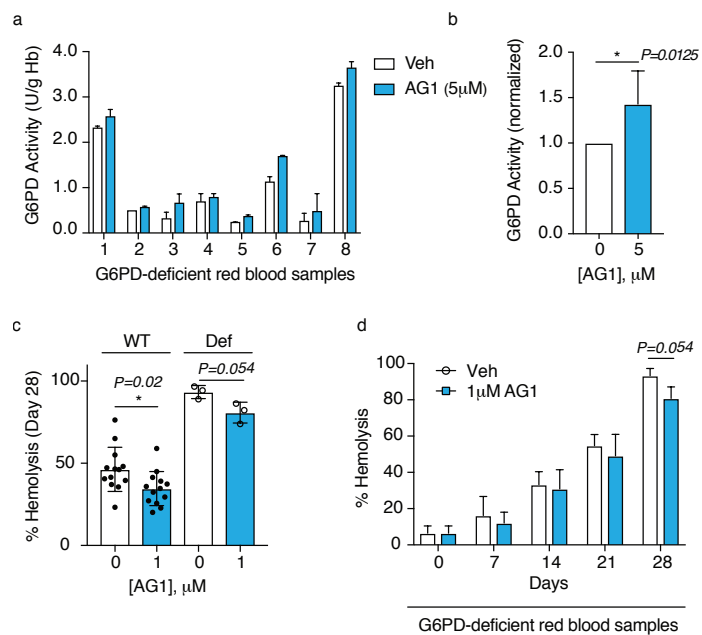 a
G6PD Activity (U/g Hb)
4.0
3.0
2.0
1.0
0.0
1 2 3 4 5 6 7 8
G6PD-deficient red blood samples
Veh
AG1 (5μM)
b
G6PD Activity (normalized)
2.0
1.5
1.0
0.5
0.0
* P=0.0125
0 5
[AG1], μM
c
% Hemolysis (Day 28)
WT Def
P=0.02
*
P=0.054
100
50
0
0 1 0 1
[AG1], μM
d
% Hemolysis
Veh
1μM AG1
P=0.054
100
80
60
40
20
0
0 7 14 21 28
Days
G6PD-deficient red blood samples